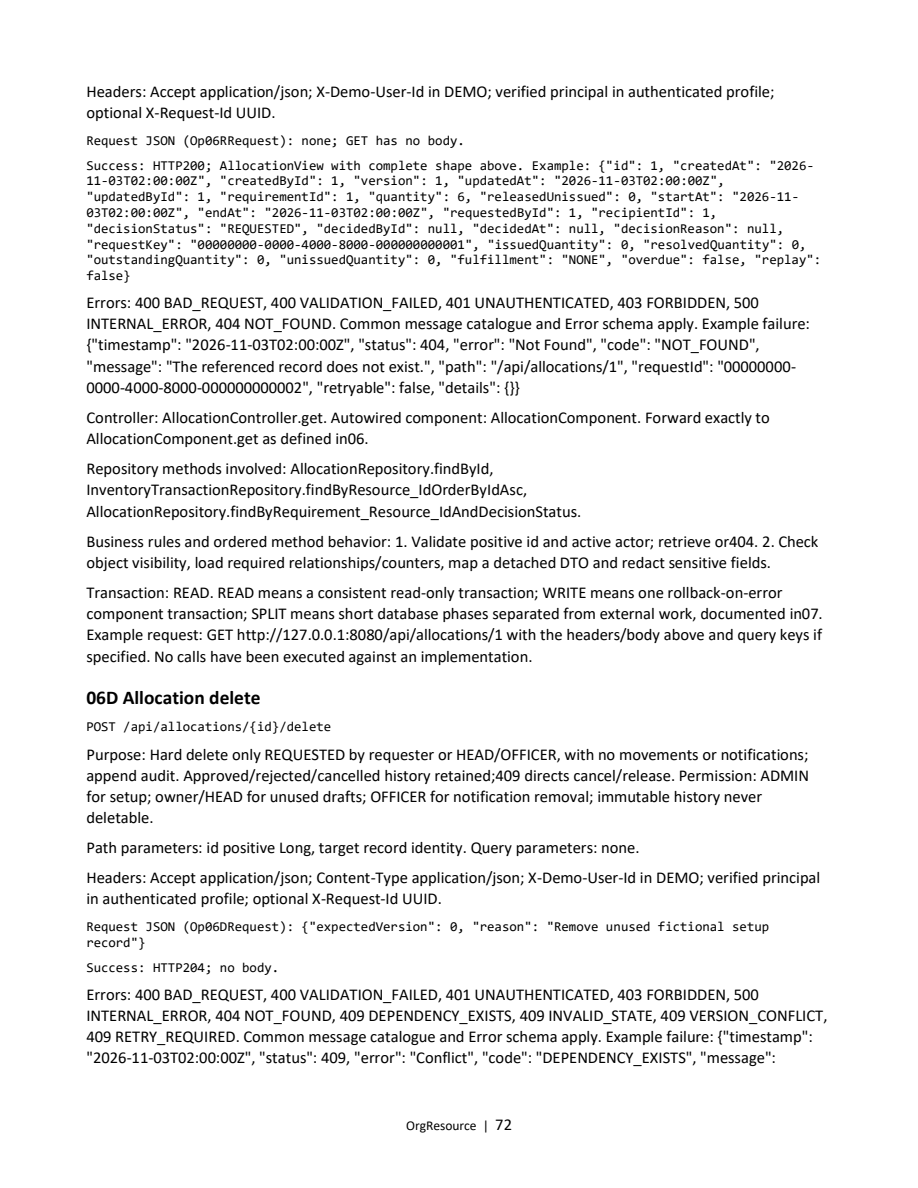 Headers: Accept application/json; X-Demo-User-Id in DEMO; verified principal in authenticated profile;
optional X-Request-Id UUID.
Request JSON (Op06RRequest): none; GET has no body.
Success: HTTP200; AllocationView with complete shape above. Example: {"id": 1, "createdAt": "2026-
11-03T02:00:00Z", "createdById": 1, "version": 1, "updatedAt": "2026-11-03T02:00:00Z",
"updatedById": 1, "requirementId": 1, "quantity": 6, "releasedUnissued": 0, "startAt": "2026-11-
03T02:00:00Z", "endAt": "2026-11-03T02:00:00Z", "requestedById": 1, "recipientId": 1,
"decisionStatus": "REQUESTED", "decidedById": null, "decidedAt": null, "decisionReason": null,
"requestKey": "00000000-0000-4000-8000-000000000001", "issuedQuantity": 0, "resolvedQuantity": 0,
"outstandingQuantity": 0, "unissuedQuantity": 0, "fulfillment": "NONE", "overdue": false, "replay":
false}
Errors: 400 BAD_REQUEST, 400 VALIDATION_FAILED, 401 UNAUTHENTICATED, 403 FORBIDDEN, 500
INTERNAL_ERROR, 404 NOT_FOUND. Common message catalogue and Error schema apply. Example failure:
{"timestamp": "2026-11-03T02:00:00Z", "status": 404, "error": "Not Found", "code": "NOT_FOUND",
"message": "The referenced record does not exist.", "path": "/api/allocations/1", "requestId": "00000000-
0000-4000-8000-000000000002", "retryable": false, "details": {}}
Controller: AllocationController.get. Autowired component: AllocationComponent. Forward exactly to
AllocationComponent.get as defined in06.
Repository methods involved: AllocationRepository.findById,
InventoryTransactionRepository.findByResource_IdOrderByIdAsc,
AllocationRepository.findByRequirement_Resource_IdAndDecisionStatus.
Business rules and ordered method behavior: 1. Validate positive id and active actor; retrieve or404. 2. Check
object visibility, load required relationships/counters, map a detached DTO and redact sensitive fields.
Transaction: READ. READ means a consistent read-only transaction; WRITE means one rollback-on-error
component transaction; SPLIT means short database phases separated from external work, documented in07.
Example request: GET http://127.0.0.1:8080/api/allocations/1 with the headers/body above and query keys if
specified. No calls have been executed against an implementation.
06D Allocation delete
POST /api/allocations/{id}/delete
Purpose: Hard delete only REQUESTED by requester or HEAD/OFFICER, with no movements or notifications;
append audit. Approved/rejected/cancelled history retained;409 directs cancel/release. Permission: ADMIN
for setup; owner/HEAD for unused drafts; OFFICER for notification removal; immutable history never
deletable.
Path parameters: id positive Long, target record identity. Query parameters: none.
Headers: Accept application/json; Content-Type application/json; X-Demo-User-Id in DEMO; verified principal
in authenticated profile; optional X-Request-Id UUID.
Request JSON (Op06DRequest): {"expectedVersion": 0, "reason": "Remove unused fictional setup
record"}
Success: HTTP204; no body.
Errors: 400 BAD_REQUEST, 400 VALIDATION_FAILED, 401 UNAUTHENTICATED, 403 FORBIDDEN, 500
INTERNAL_ERROR, 404 NOT_FOUND, 409 DEPENDENCY_EXISTS, 409 INVALID_STATE, 409 VERSION_CONFLICT,
409 RETRY_REQUIRED. Common message catalogue and Error schema apply. Example failure: {"timestamp":
"2026-11-03T02:00:00Z", "status": 409, "error": "Conflict", "code": "DEPENDENCY_EXISTS", "message":
OrgResource | 72